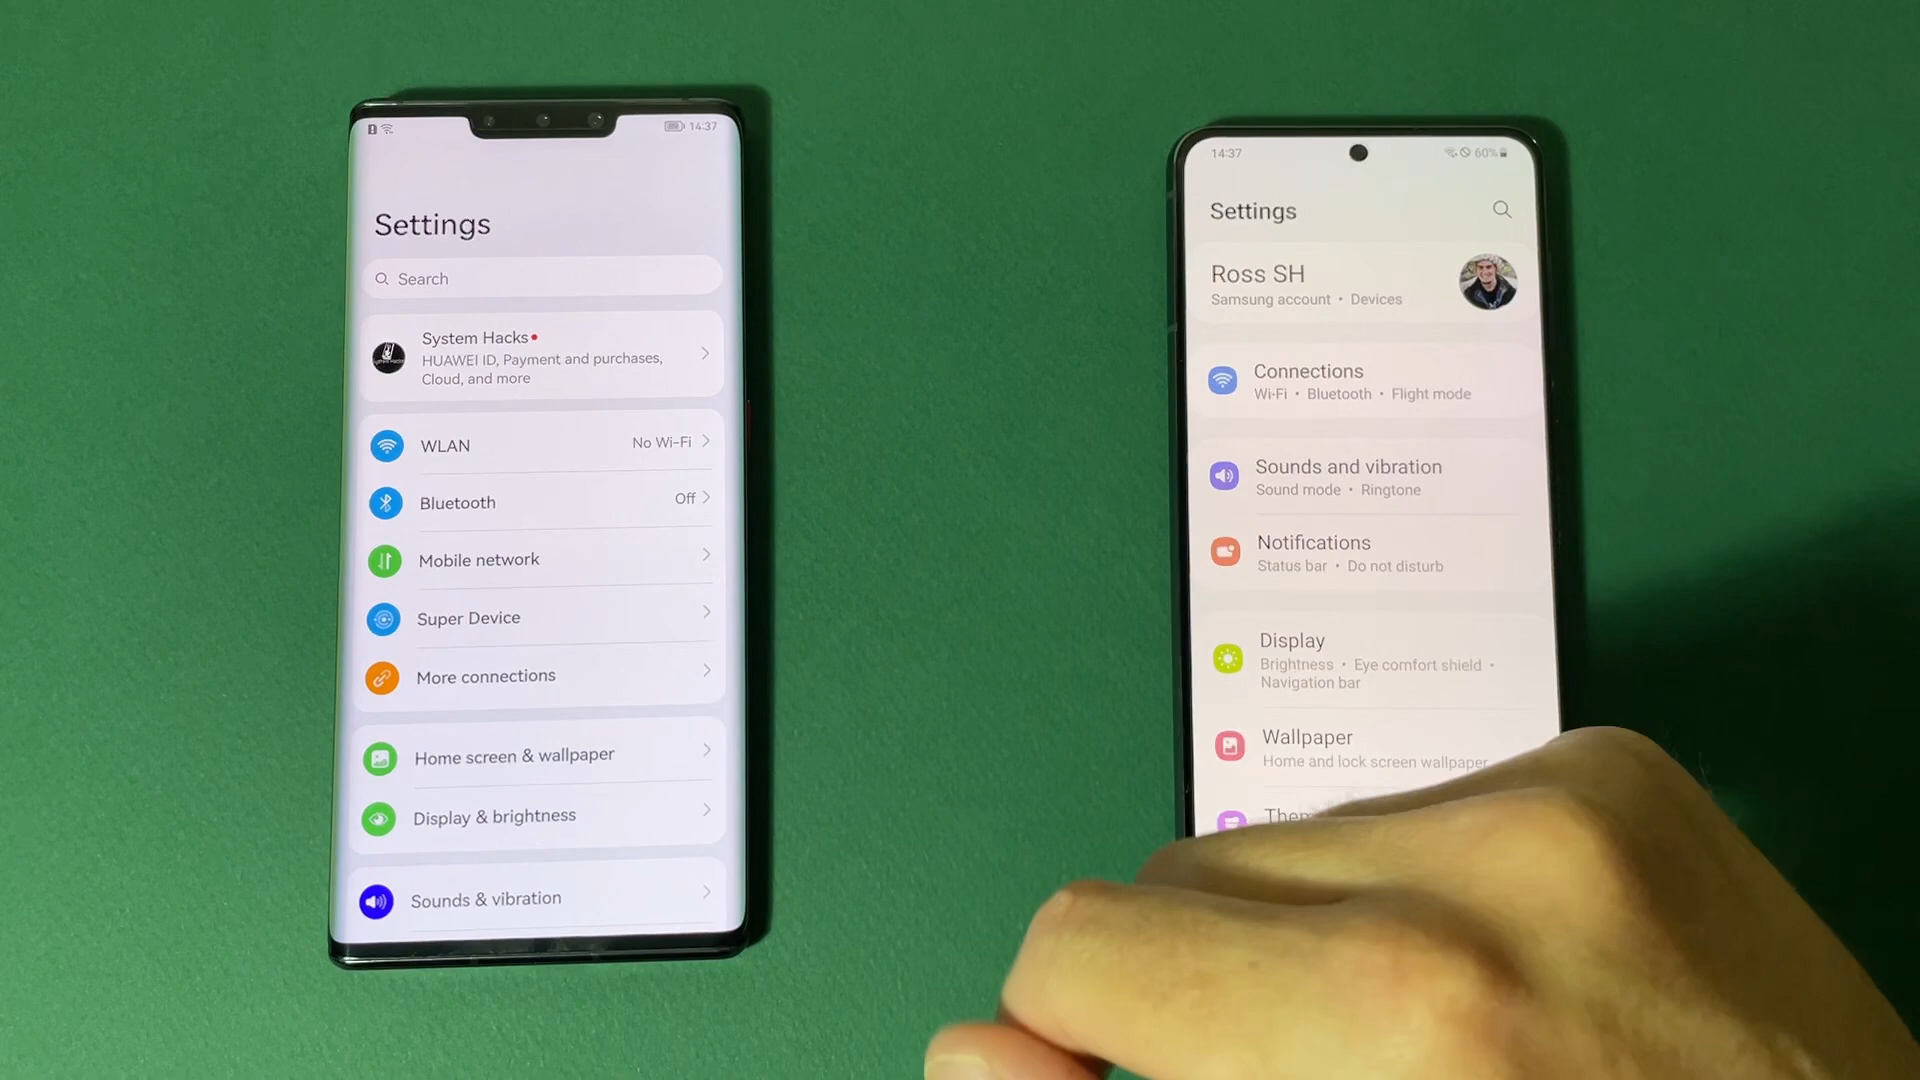 14:37
Settings
Search
System Hacks
HUAWEI ID, Payment and purchases,
Cloud, and more
WLAN
No Wi-Fi
Bluetooth
Off
Mobile network
Super Device
More connections
Home screen & wallpaper
Display & brightness
Sounds & vibration
14:37
60%
Settings
Ross SH
Samsung account • Devices
Connections
Wi-Fi • Bluetooth • Flight mode
Sounds and vibration
Sound mode • Ringtone
Notifications
Status bar • Do not disturb
Display
Brightness • Eye comfort shield •
Navigation bar
Wallpaper
Home and lock screen wallpaper